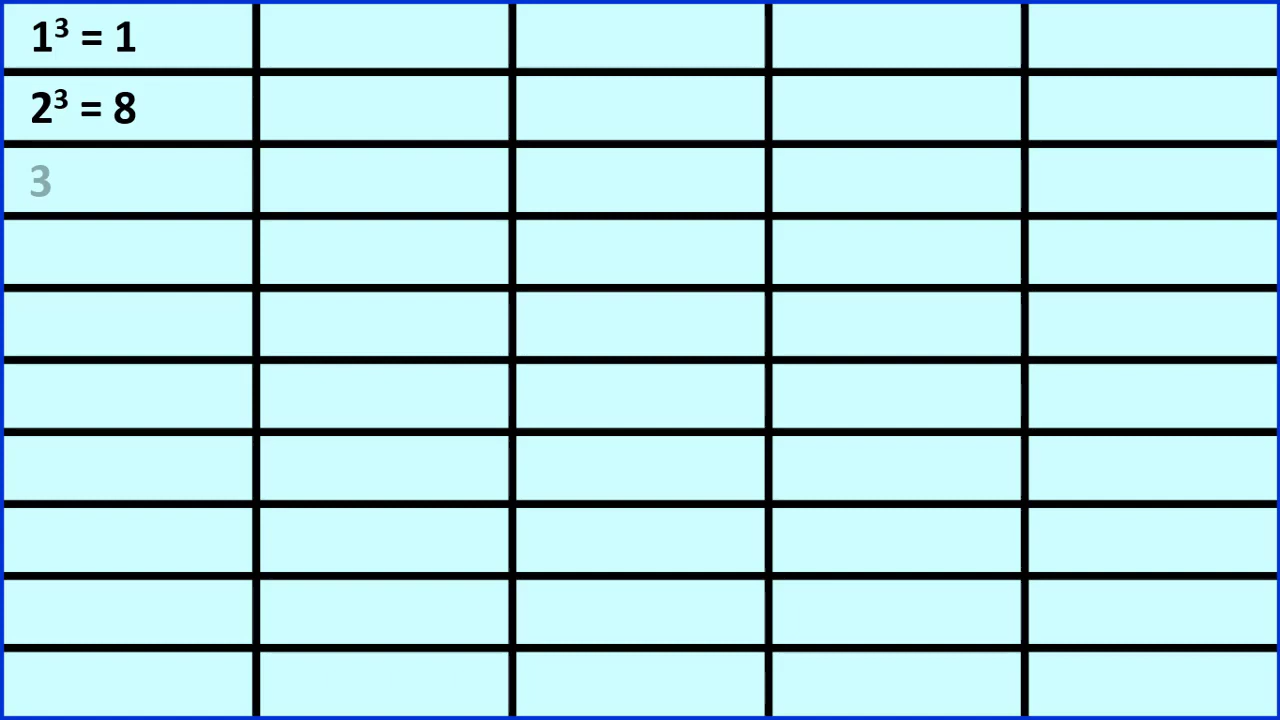 1³ = 1
2³ = 8
3